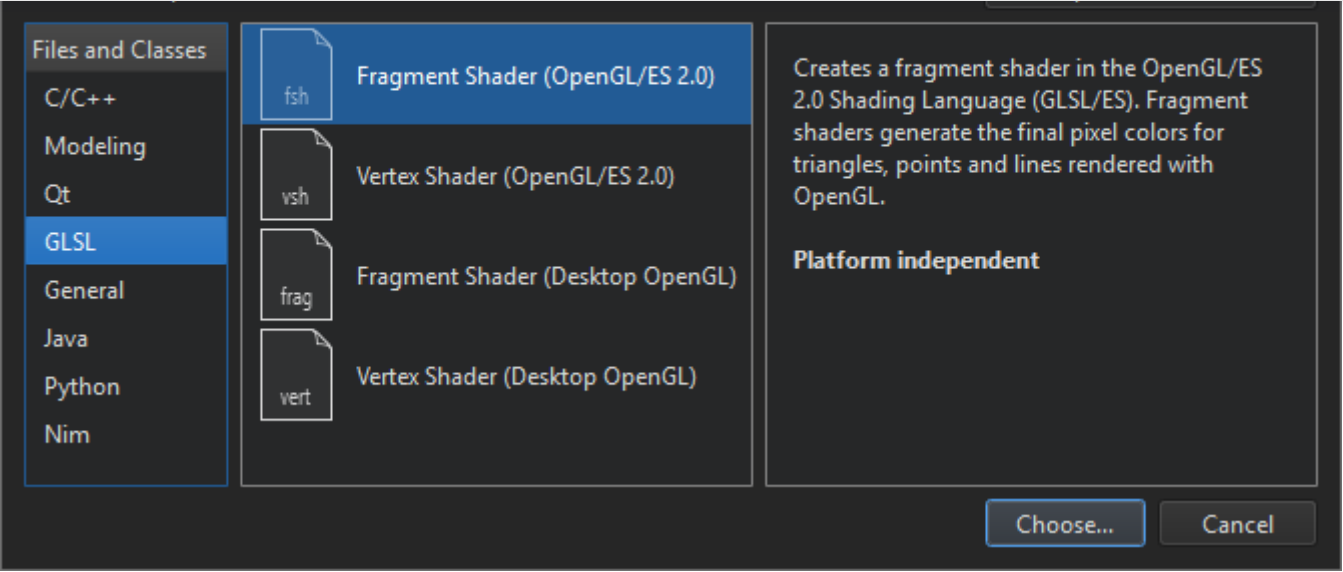 Files and Classes
C/C++
Modeling
Qt
GLSL
General
Java
Python
Nim
fsh
Fragment Shader (OpenGL/ES 2.0)
vsh
Vertex Shader (OpenGL/ES 2.0)
frag
Fragment Shader (Desktop OpenGL)
vert
Vertex Shader (Desktop OpenGL)
Creates a fragment shader in the OpenGL/ES
2.0 Shading Language (GLSL/ES). Fragment
shaders generate the final pixel colors for
triangles, points and lines rendered with
OpenGL.
Platform independent
Choose...
Cancel